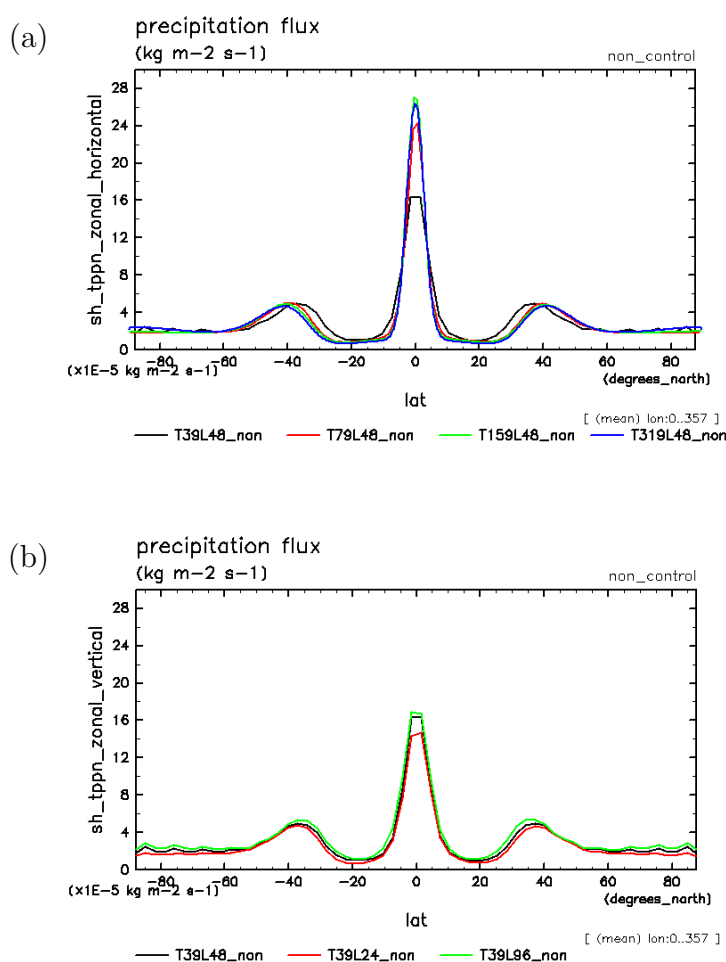 (a)
precipitation flux
(kg m-2 s-1)
non_control
sh_tppn_zonal_horizontal
28
24
20
16
12
8
4
0
-80 -60 -40 -20 0 20 40 60 80
(×1E-5 kg m-2 s-1)
(degrees_north)
lat
[ (mean) lon:0..357 ]
T39L48_non T79L48_non T159L48_non T319L48_non
(b)
precipitation flux
(kg m-2 s-1)
non_control
sh_tppn_zonal_vertical
28
24
20
16
12
8
4
0
-80 -60 -40 -20 0 20 40 60 80
(×1E-5 kg m-2 s-1)
(degrees_north)
lat
[ (mean) lon:0..357 ]
T39L48_non T39L24_non T39L96_non